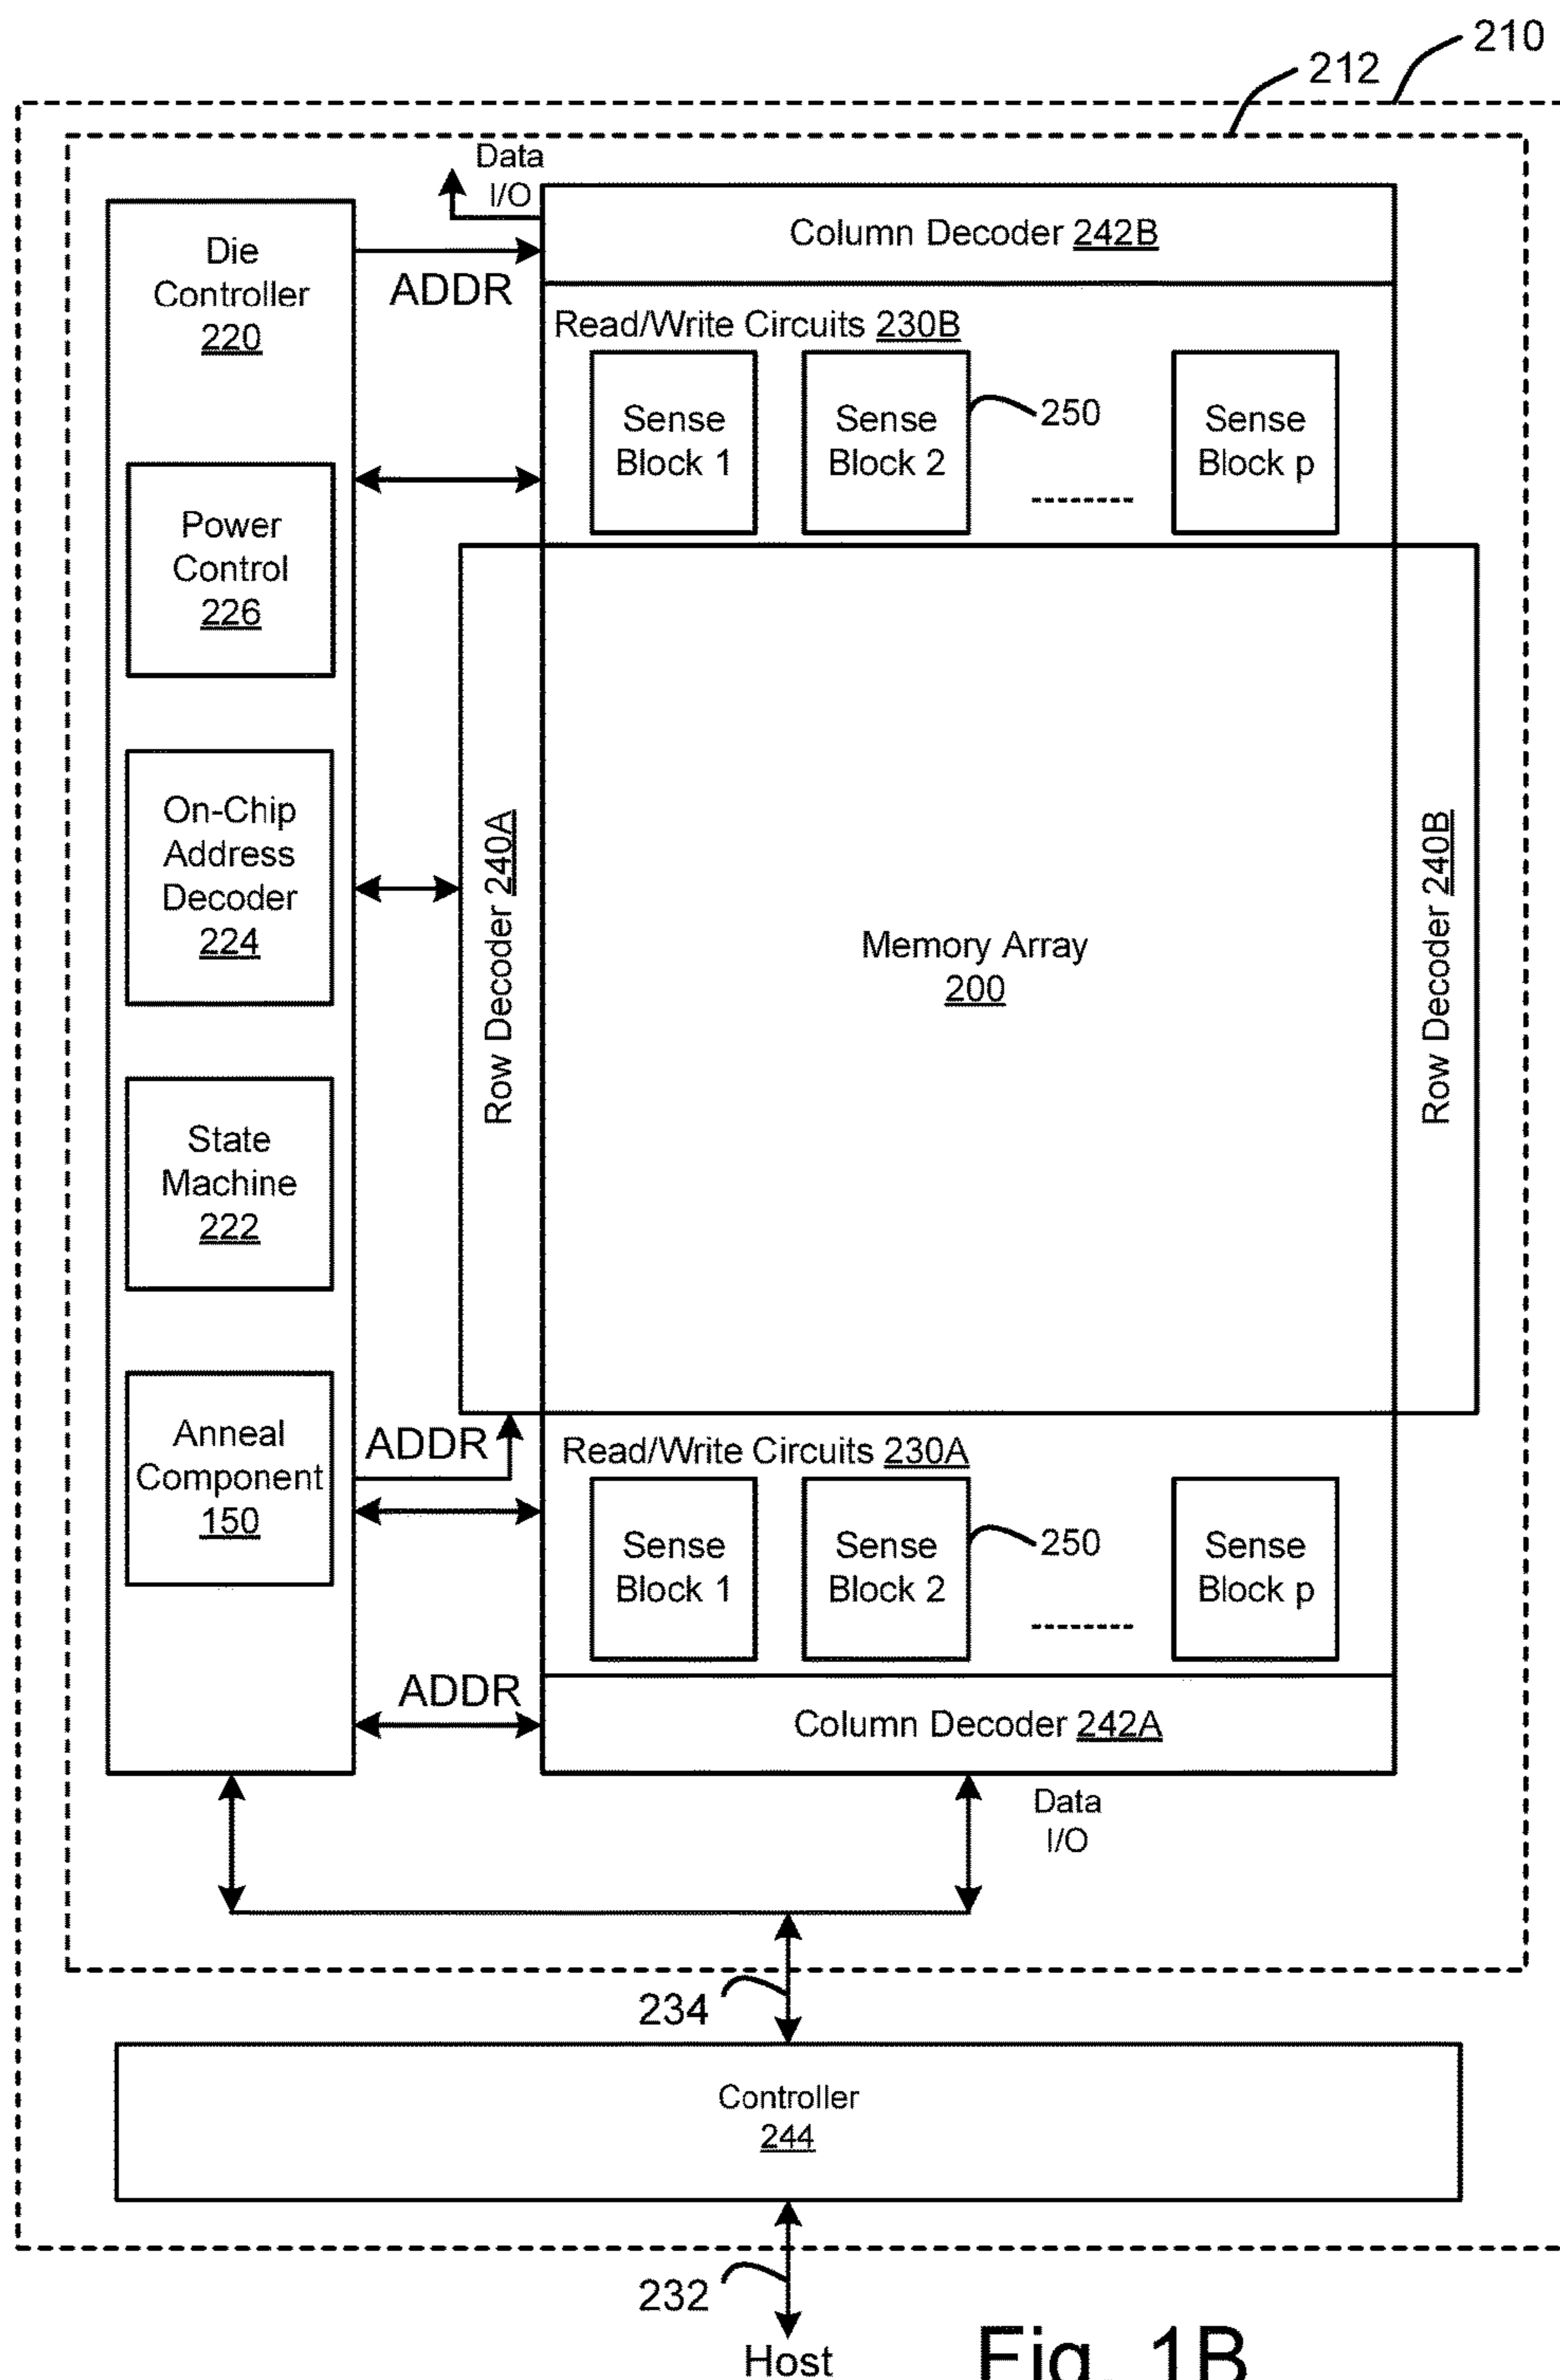 210
212
Data
I/O
Die
Controller
220
ADDR
Column Decoder 242B
Read/Write Circuits 230B
Sense
Block 1
Sense
Block 2
250
Sense
Block p
Power
Control
226
On-Chip
Address
Decoder
224
Row Decoder 240A
Memory Array
200
Row Decoder 240B
State
Machine
222
Anneal
Component
150
ADDR
Read/Write Circuits 230A
Sense
Block 1
Sense
Block 2
250
Sense
Block p
ADDR
Column Decoder 242A
Data
I/O
234
Controller
244
232
Host
Fig. 1B